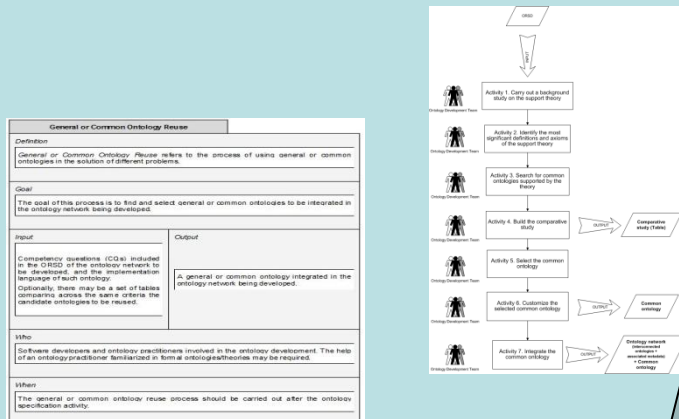 General or Common Ontology Reuse
Definition
General or Common Ontology Reuse refers to the process of using general or common
ontologies in the solution of different problems.
Goal
The goal of this process is to find and select general or common ontologies to be integrated in
the ontology network being developed.
Input
Competency questions (CQs) included
in the ORSD of the ontology network to
be developed, and the implementation
language of such ontology.
Optionally, there may be a set of tables
comparing across the same criteria the
candidate ontologies to be reused.
Output
A general or common ontology integrated in the
ontology network being developed.
Who
Software developers and ontology practitioners involved in the ontology development. The help
of an ontology practitioner familiarized in formal ontologies/theories may be required.
When
The general or common ontology reuse process should be carried out after the ontology
specification activity.
ORSD
INPUT
Activity 1. Carry out a background
study on the support theory
Ontology Development Team
Activity 2. Identify the most
significant definitions and axioms
of the support theory
Ontology Development Team
Activity 3. Search for common
ontologies supported by the
theory
Ontology Development Team
Activity 4. Build the comparative
study
Ontology Development Team
OUTPUT
Comparative
study (Table)
Activity 5. Select the common
ontology
Ontology Development Team
Activity 6. Customize the
selected common ontology
Ontology Development Team
OUTPUT
Common
ontology
Activity 7. Integrate the
common ontology
Ontology Development Team
OUTPUT
Ontology network
(interconnected
ontologies +
associated metadata)
+ Common
ontology